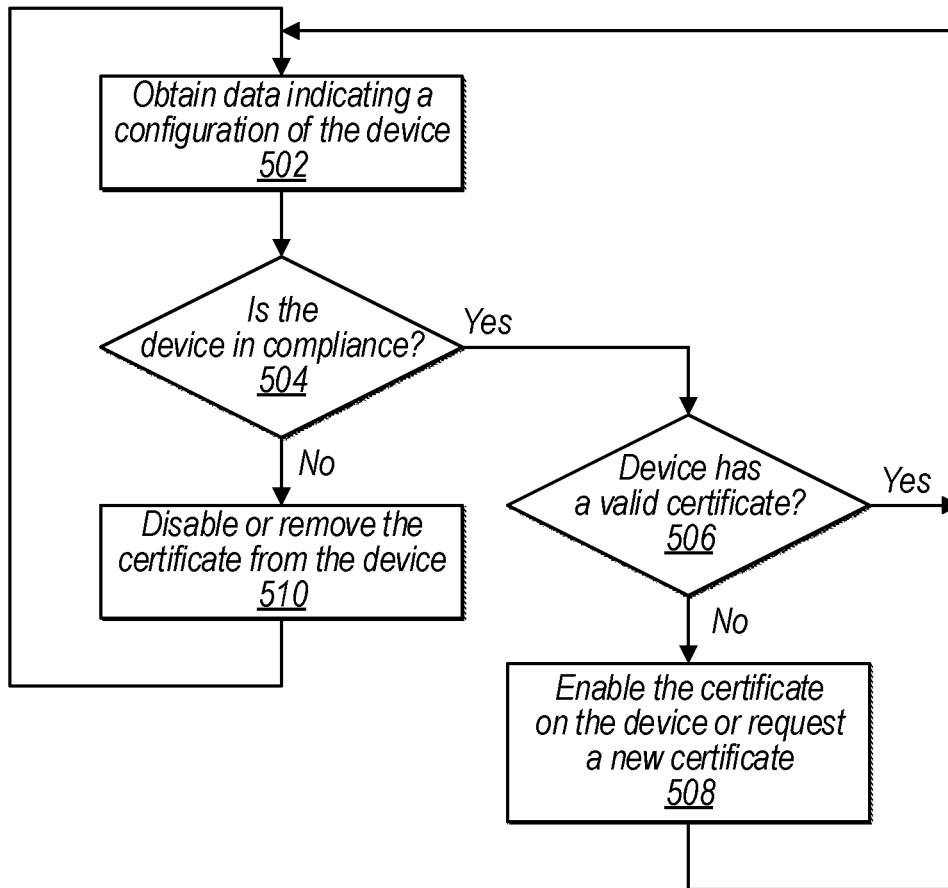 Obtain data indicating a
configuration of the device
502
Is the
device in compliance?
504
Yes
No
Device has
a valid certificate?
506
Yes
Disable or remove the
certificate from the device
510
No
Enable the certificate
on the device or request
a new certificate
508